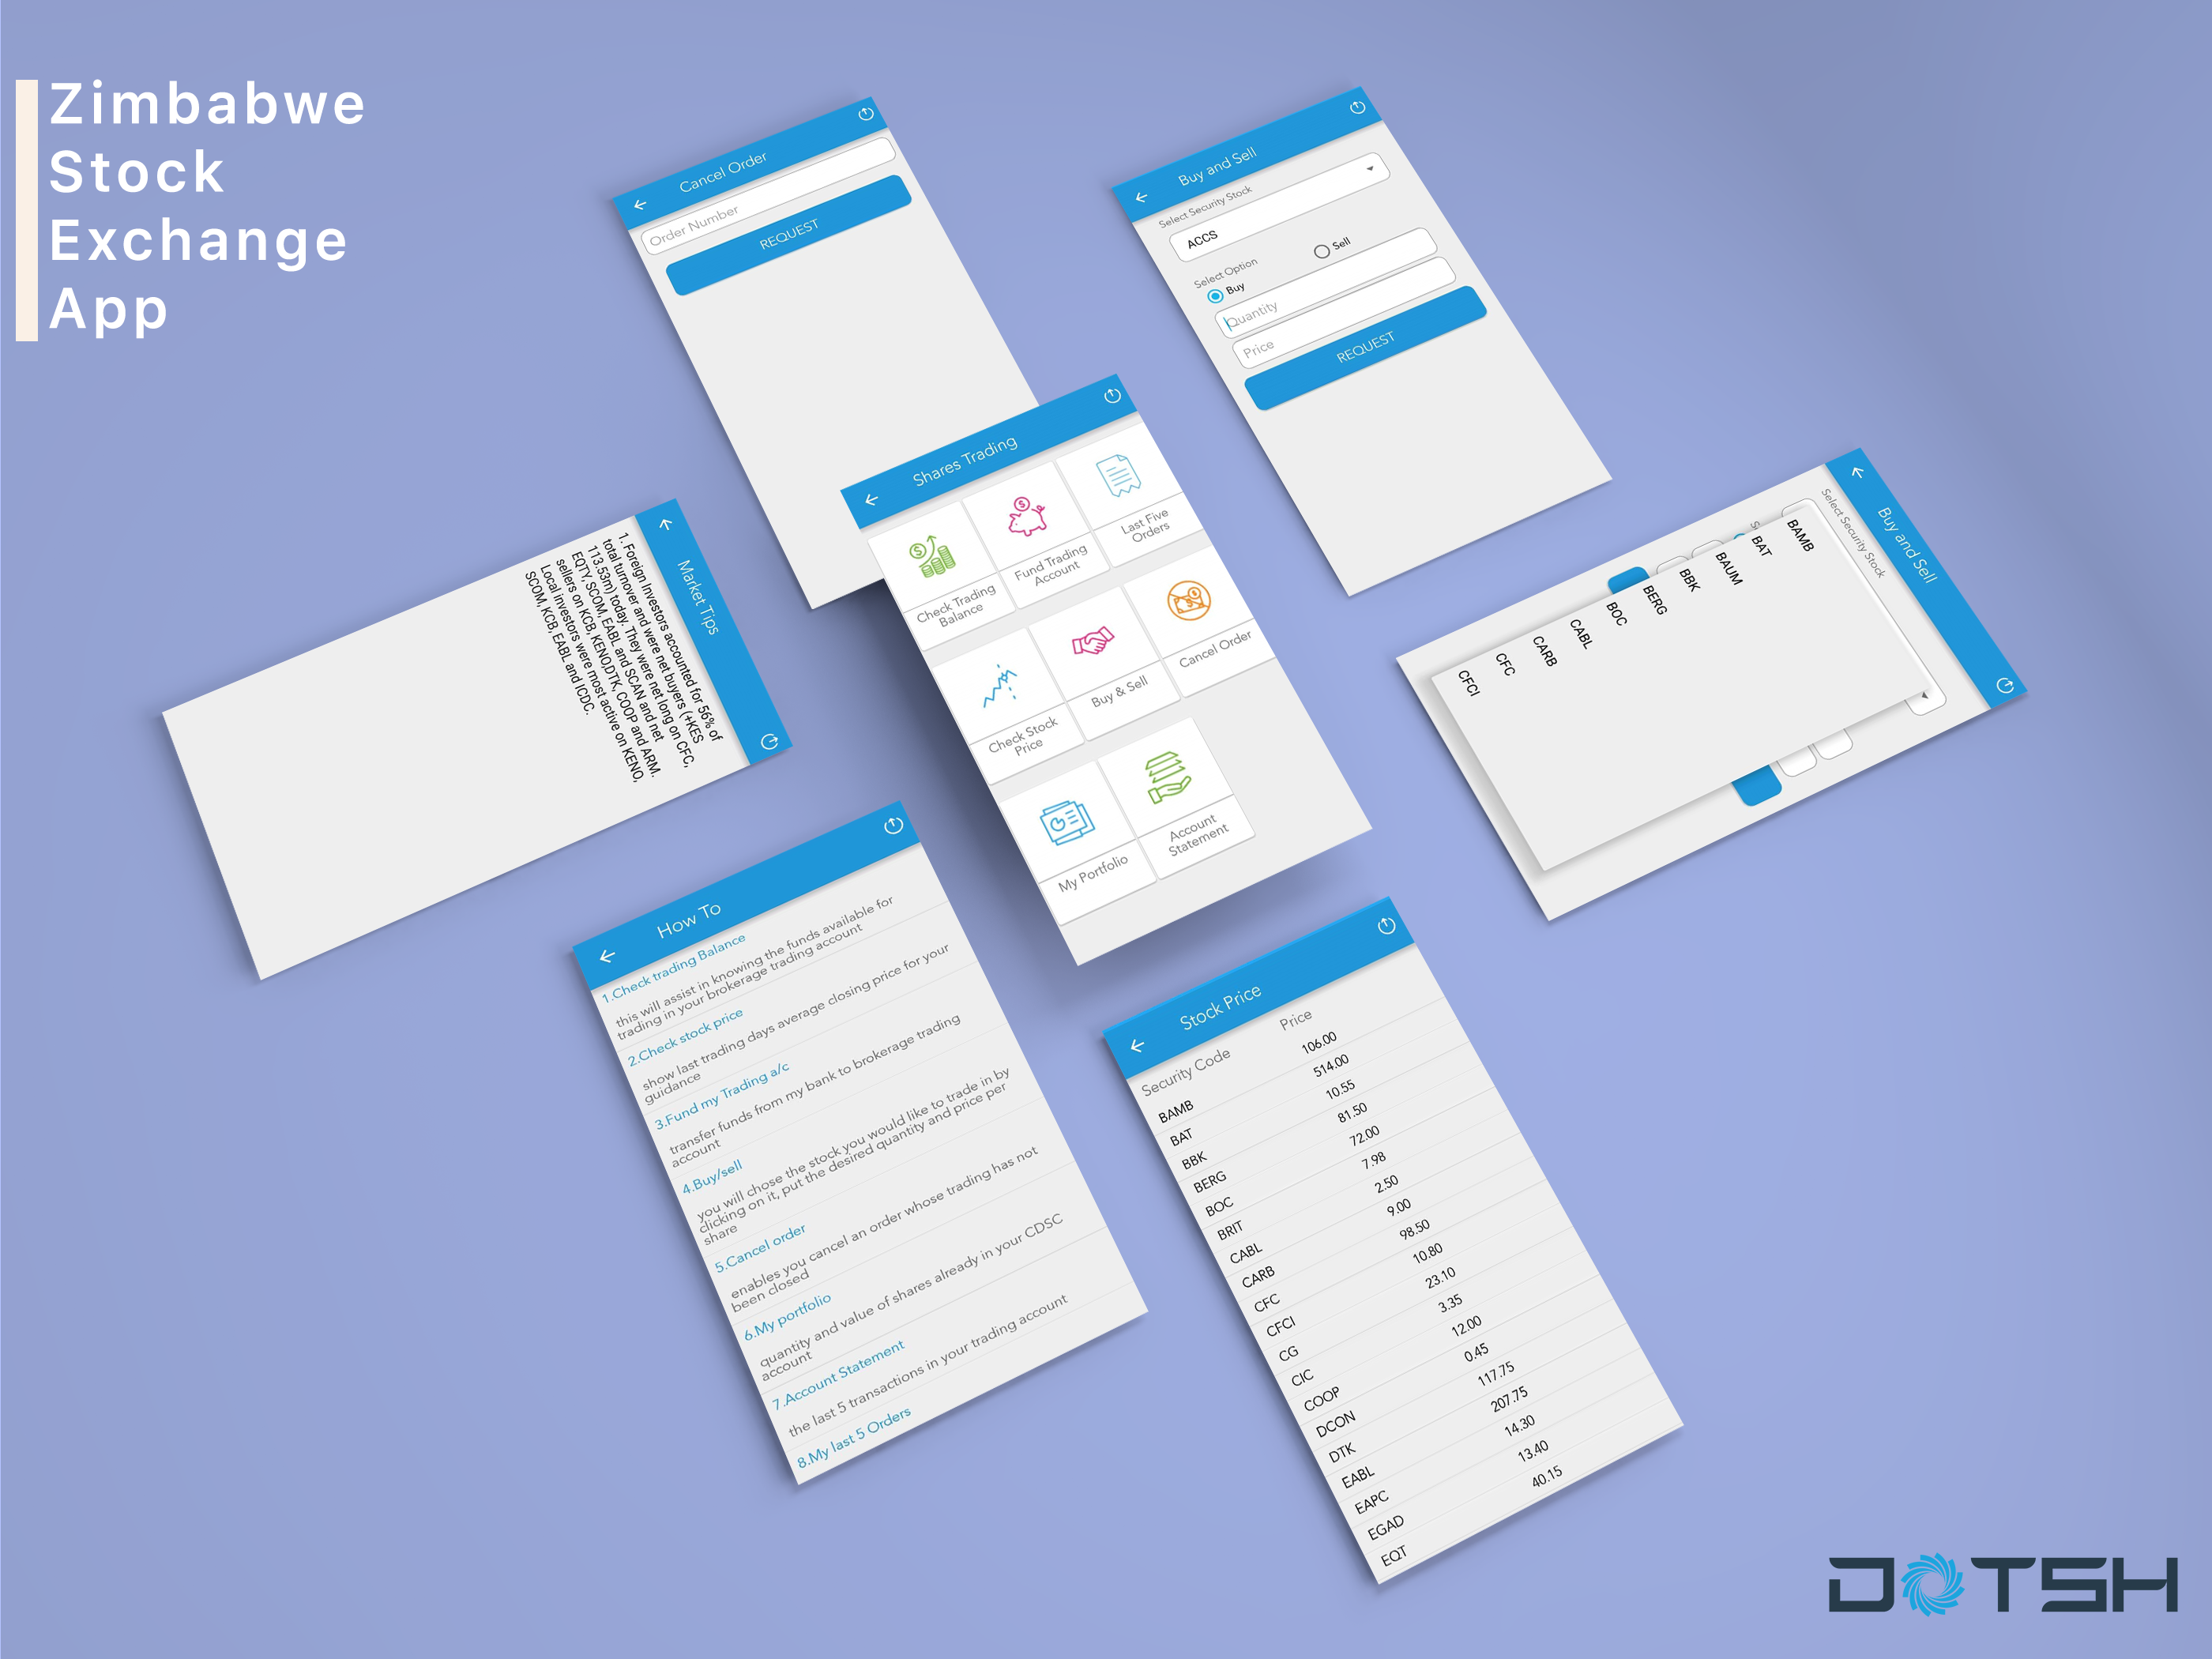 Zimbabwe
Stock
Exchange
App
Cancel Order
Order Number
REQUEST
Buy and Sell
Select Security Stock
ACCS
Select Option
Buy
Sell
Quantity
Price
REQUEST
Shares Trading
Check Trading
Balance
Fund Trading
Account
Last Five
Orders
Check Stock
Price
Buy & Sell
Cancel Order
My Portfolio
Account
Statement
Market Tips
1. Foreign Investors accounted for 56% of
total turnover and were net buyers (+KES
113.53m) today. They were net long on CFC,
EQTY, SCOM, EABL and SCAN and net
sellers on KCB, KENO,DTK, COOP and ARM.
Local investors were most active on KENO,
SCOM, KCB, EABL and ICDC.
Buy and Sell
Select Security Stock
BAMB
BAT
BAUM
BBK
BERG
BOC
CABL
CARB
CFC
CFCI
How To
1.Check trading Balance
this will assist in knowing the funds available for
trading in your brokerage trading account
2.Check stock price
show last trading days average closing price for your
guidance
3.Fund my Trading a/c
transfer funds from my bank to brokerage trading
account
4.Buy/sell
you will chose the stock you would like to trade in by
clicking on it, put the desired quantity and price per
share
5.Cancel order
enables you cancel an order whose trading has not
been closed
6.My portfolio
quantity and value of shares already in your CDSC
account
7.Account Statement
the last 5 transactions in your trading account
8.My last 5 Orders
Stock Price
Security Code Price
BAMB 106.00
BAT 514.00
BBK 10.55
BERG 81.50
BOC 72.00
BRIT 7.98
CABL 2.50
CARB 9.00
CFC 98.50
CFCI 10.80
CG 23.10
CIC 3.35
COOP 12.00
DCON 0.45
DTK 117.75
EABL 207.75
EAPC 14.30
EGAD 13.40
EQT 40.15
DOTSH